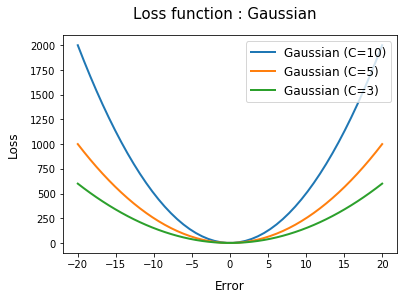 Loss function : Gaussian
2000
1750
1500
1250
1000
750
500
250
0
Loss
Gaussian (C=10)
Gaussian (C=5)
Gaussian (C=3)
−20 −15 −10 −5 0 5 10 15 20
Error